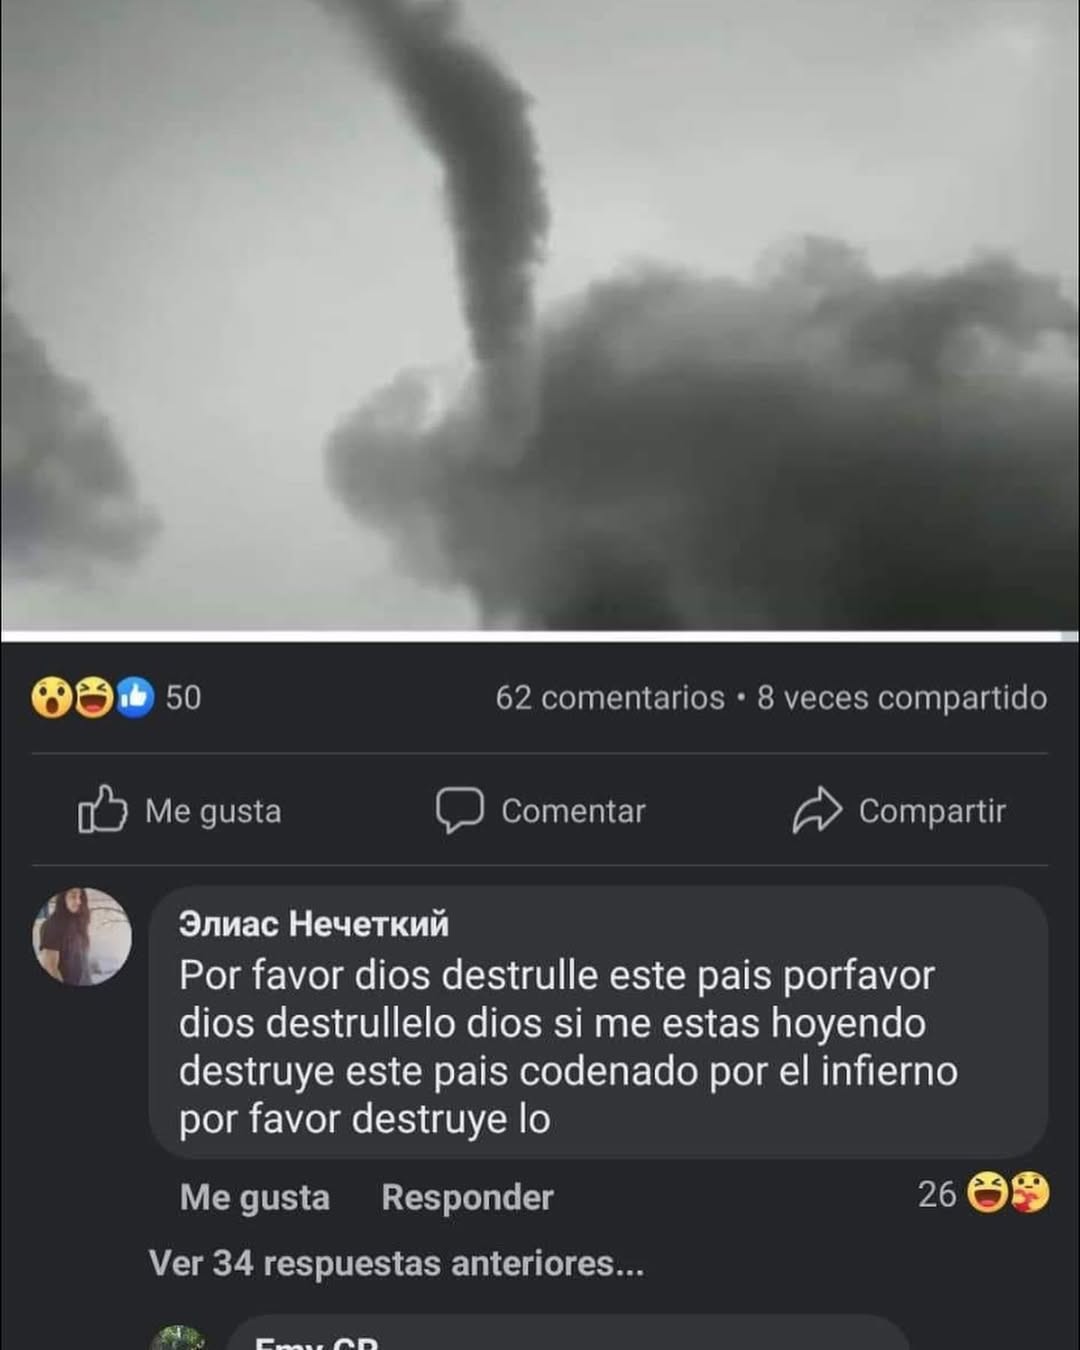 50
62 comentarios • 8 veces compartido
Me gusta
Comentar
Compartir
Элиас Нечеткий
Por favor dios destrulle este pais porfavor
dios destrullelo dios si me estas hoyendo
destruye este pais codenado por el infierno
por favor destruye lo
Me gusta
Responder
26
Ver 34 respuestas anteriores...